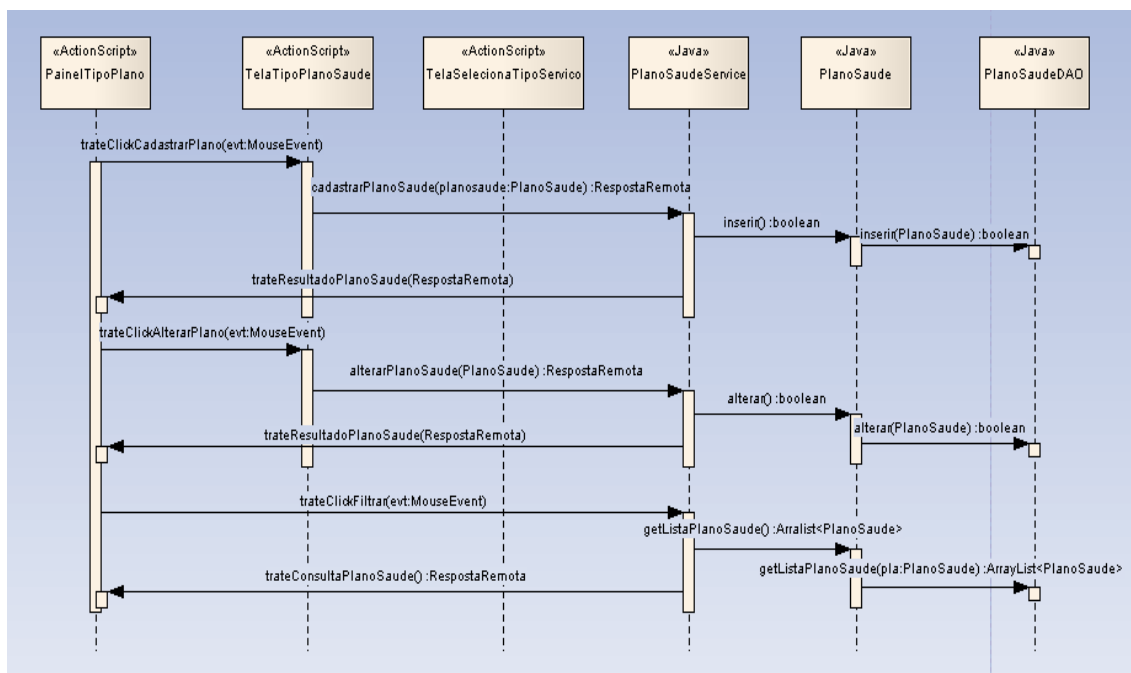 «ActionScript»
PainelTipoPlano
«ActionScript»
TelaTipoPlanoSaude
«ActionScript»
TelaSelecionaTipoServico
«Java»
PlanoSaudeService
«Java»
PlanoSaude
«Java»
PlanoSaudeDAO
trateClickCadastrarPlano(evt:MouseEvent)
cadastrarPlanoSaude(planosaude:PlanoSaude) :RespostaRemota
inserir() :boolean
inserir(PlanoSaude) :boolean
trateResultadoPlanoSaude(RespostaRemota)
trateClickAlterarPlano(evt:MouseEvent)
alterarPlanoSaude(PlanoSaude) :RespostaRemota
alterar() :boolean
alterar(PlanoSaude) :boolean
trateResultadoPlanoSaude(RespostaRemota)
trateClickFiltrar(evt:MouseEvent)
getListaPlanoSaude() :Arralist<PlanoSaude>
getListaPlanoSaude(pla:PlanoSaude) :ArrayList<PlanoSaude>
trateConsultaPlanoSaude() :RespostaRemota